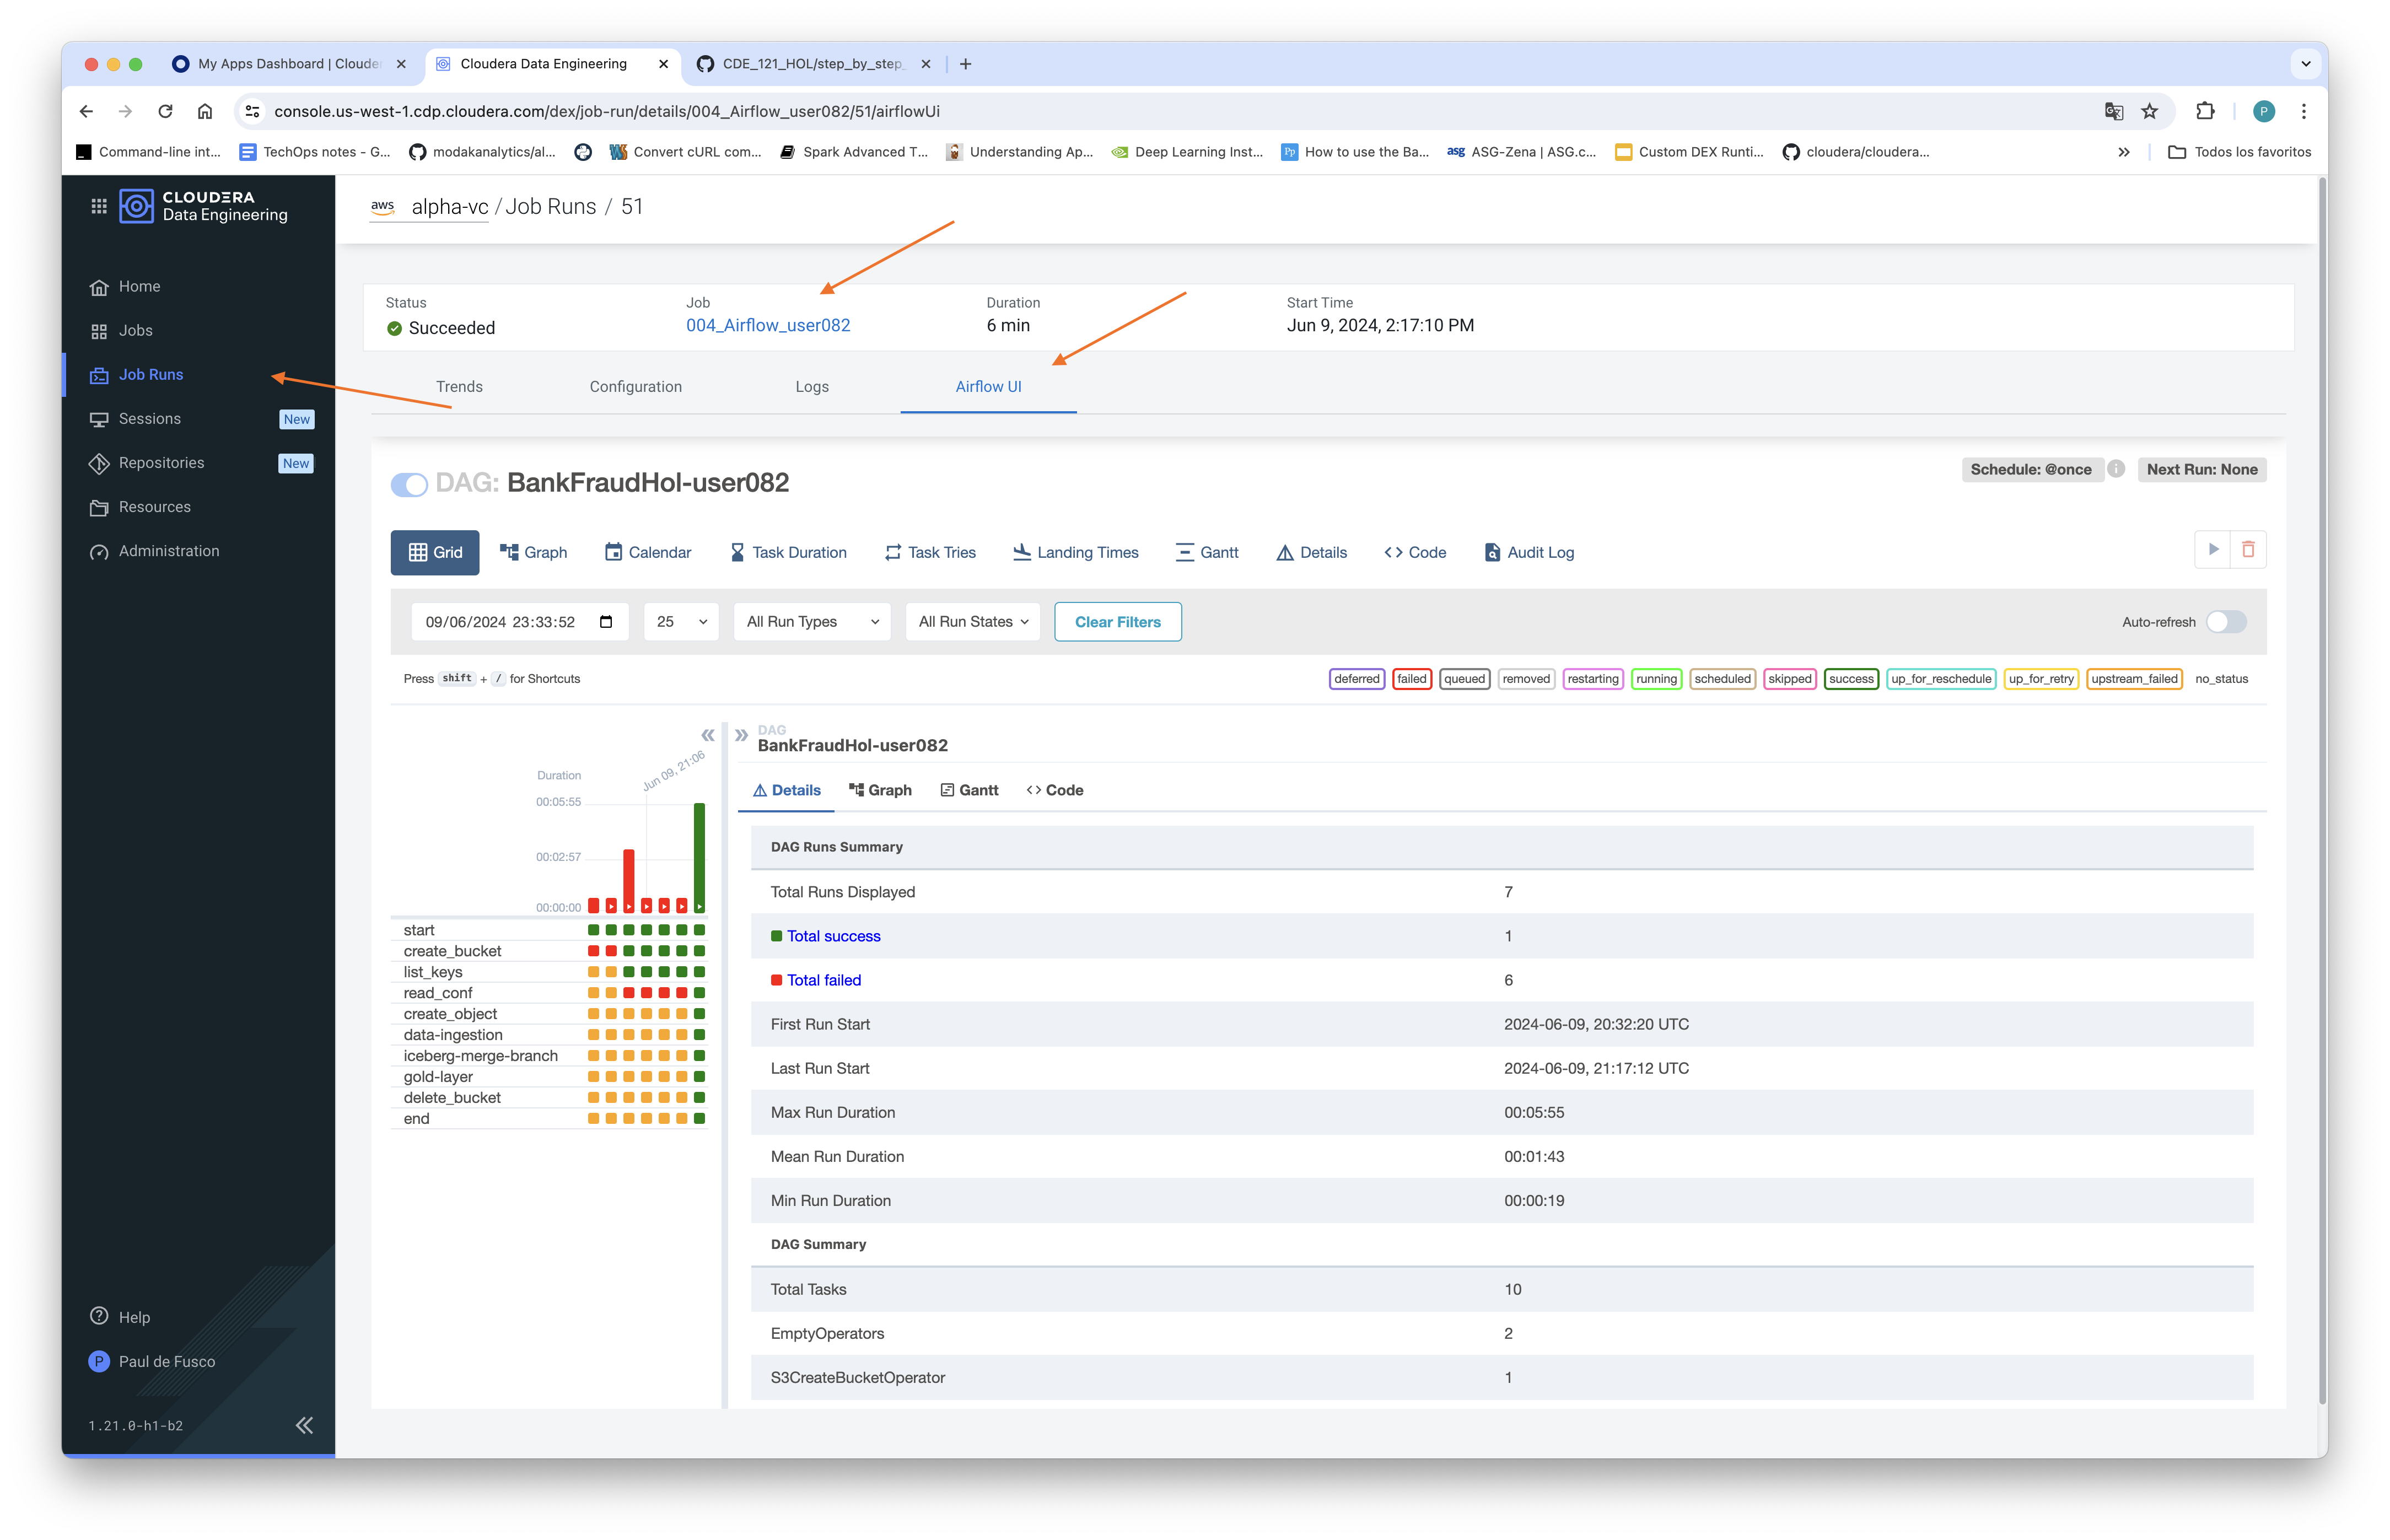 My Apps Dashboard | Cloude
Cloudera Data Engineering
CDE_121_HOL/step_by_step_
console.us-west-1.cdp.cloudera.com/dex/job-run/details/004_Airflow_user082/51/airflowUi
P
Command-line int...
TechOps notes - G...
modakanalytics/al...
Convert cURL com...
Spark Advanced T...
Understanding Ap...
Deep Learning Inst...
Pp
How to use the Ba...
asg
ASG-Zena | ASG.c...
Custom DEX Runti...
cloudera/cloudera...
Todos los favoritos
CLOUDERA
Data Engineering
aws alpha-vc / Job Runs / 51
Home
Jobs
Job Runs
Sessions New
Repositories New
Resources
Administration
Help
P Paul de Fusco
1.21.0-h1-b2
Status
Succeeded
Job
004_Airflow_user082
Duration
6 min
Start Time
Jun 9, 2024, 2:17:10 PM
Trends Configuration Logs Airflow UI
DAG: BankFraudHol-user082
Schedule: @once i Next Run: None
Grid Graph Calendar Task Duration Task Tries Landing Times Gantt Details Code Audit Log
09/06/2024 23:33:52 25 All Run Types All Run States Clear Filters Auto-refresh
Press shift + / for Shortcuts
deferred failed queued removed restarting running scheduled skipped success up_for_reschedule up_for_retry upstream_failed no_status
Duration
Jun 09, 21:06
00:05:55
00:02:57
00:00:00
start
create_bucket
list_keys
read_conf
create_object
data-ingestion
iceberg-merge-branch
gold-layer
delete_bucket
end
DAG
BankFraudHol-user082
Details Graph Gantt Code
DAG Runs Summary
Total Runs Displayed 7
Total success 1
Total failed 6
First Run Start 2024-06-09, 20:32:20 UTC
Last Run Start 2024-06-09, 21:17:12 UTC
Max Run Duration 00:05:55
Mean Run Duration 00:01:43
Min Run Duration 00:00:19
DAG Summary
Total Tasks 10
EmptyOperators 2
S3CreateBucketOperator 1